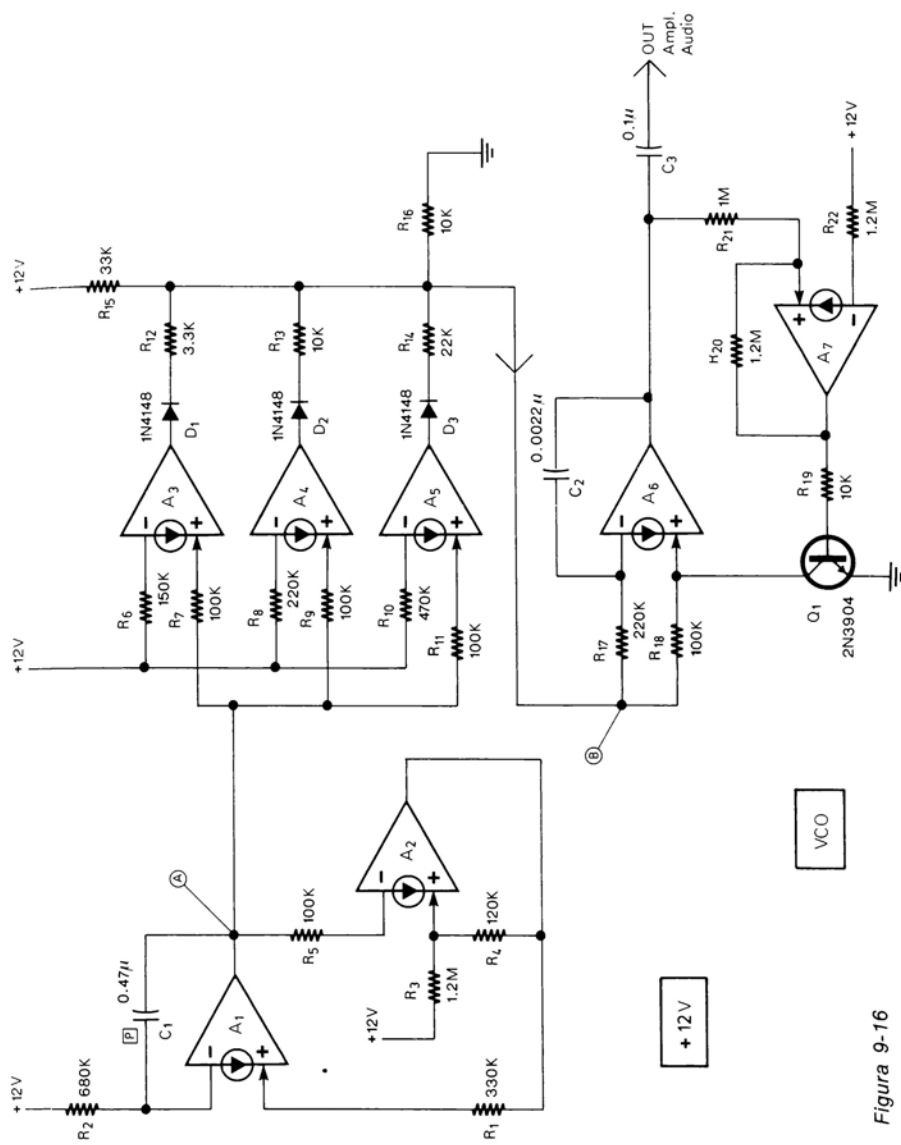 +12V
R2
680K
P
0.47µ
C1
A
-
A1
+
R1
330K
R5
100K
-
A2
+
+12V
R3
1.2M
R4
120K
+12V
R6
150K
R7
100K
R8
220K
R9
100K
R10
470K
R11
100K
-
A3
+
-
A4
+
-
A5
+
1N4148
D1
1N4148
D2
1N4148
D3
R12
3.3K
R13
10K
R14
22K
+12V
R15
33K
R16
10K
B
R17
220K
R18
100K
0.0022µ
C2
-
A6
+
0.1µ
C3
OUT
Ampl.
Audio
R21
1M
R22
1.2M
+12V
+
A7
-
R20
1.2M
R19
10K
Q1
2N3904
+12V
VCO
Figura 9-16